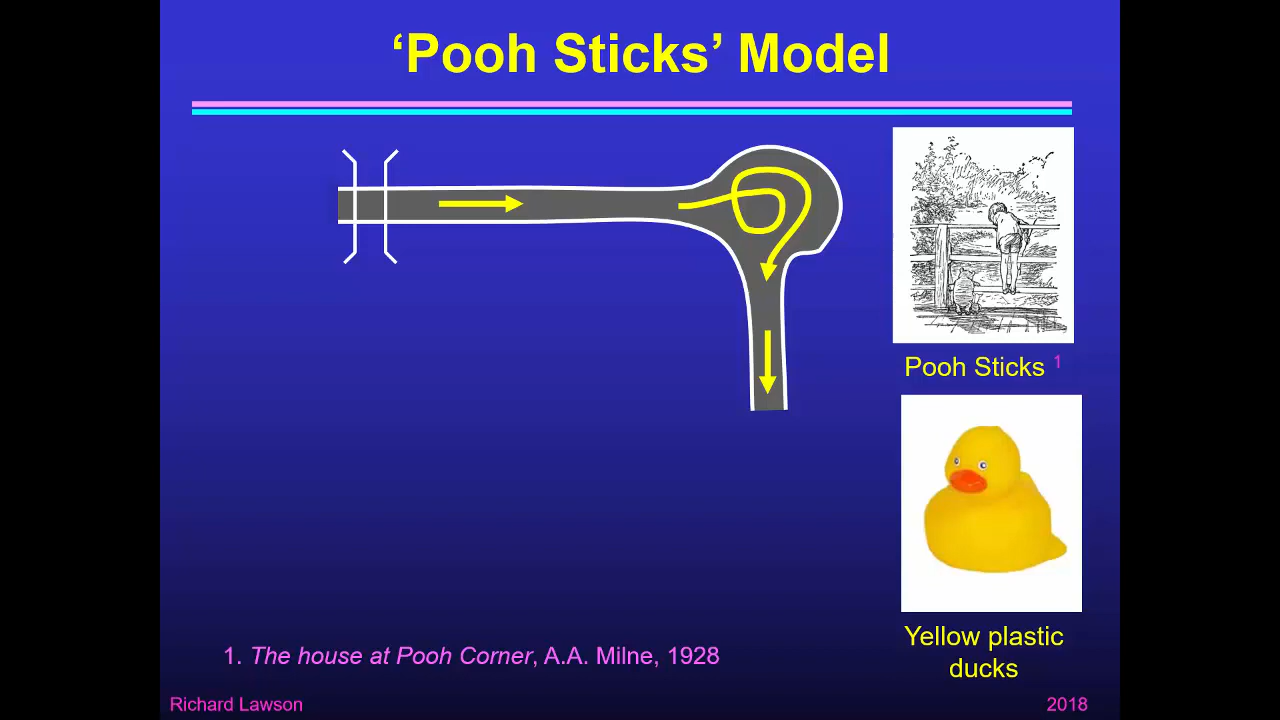 ‘Pooh Sticks’ Model
Pooh Sticks 1
Yellow plastic
ducks
1. The house at Pooh Corner, A.A. Milne, 1928
Richard Lawson
2018